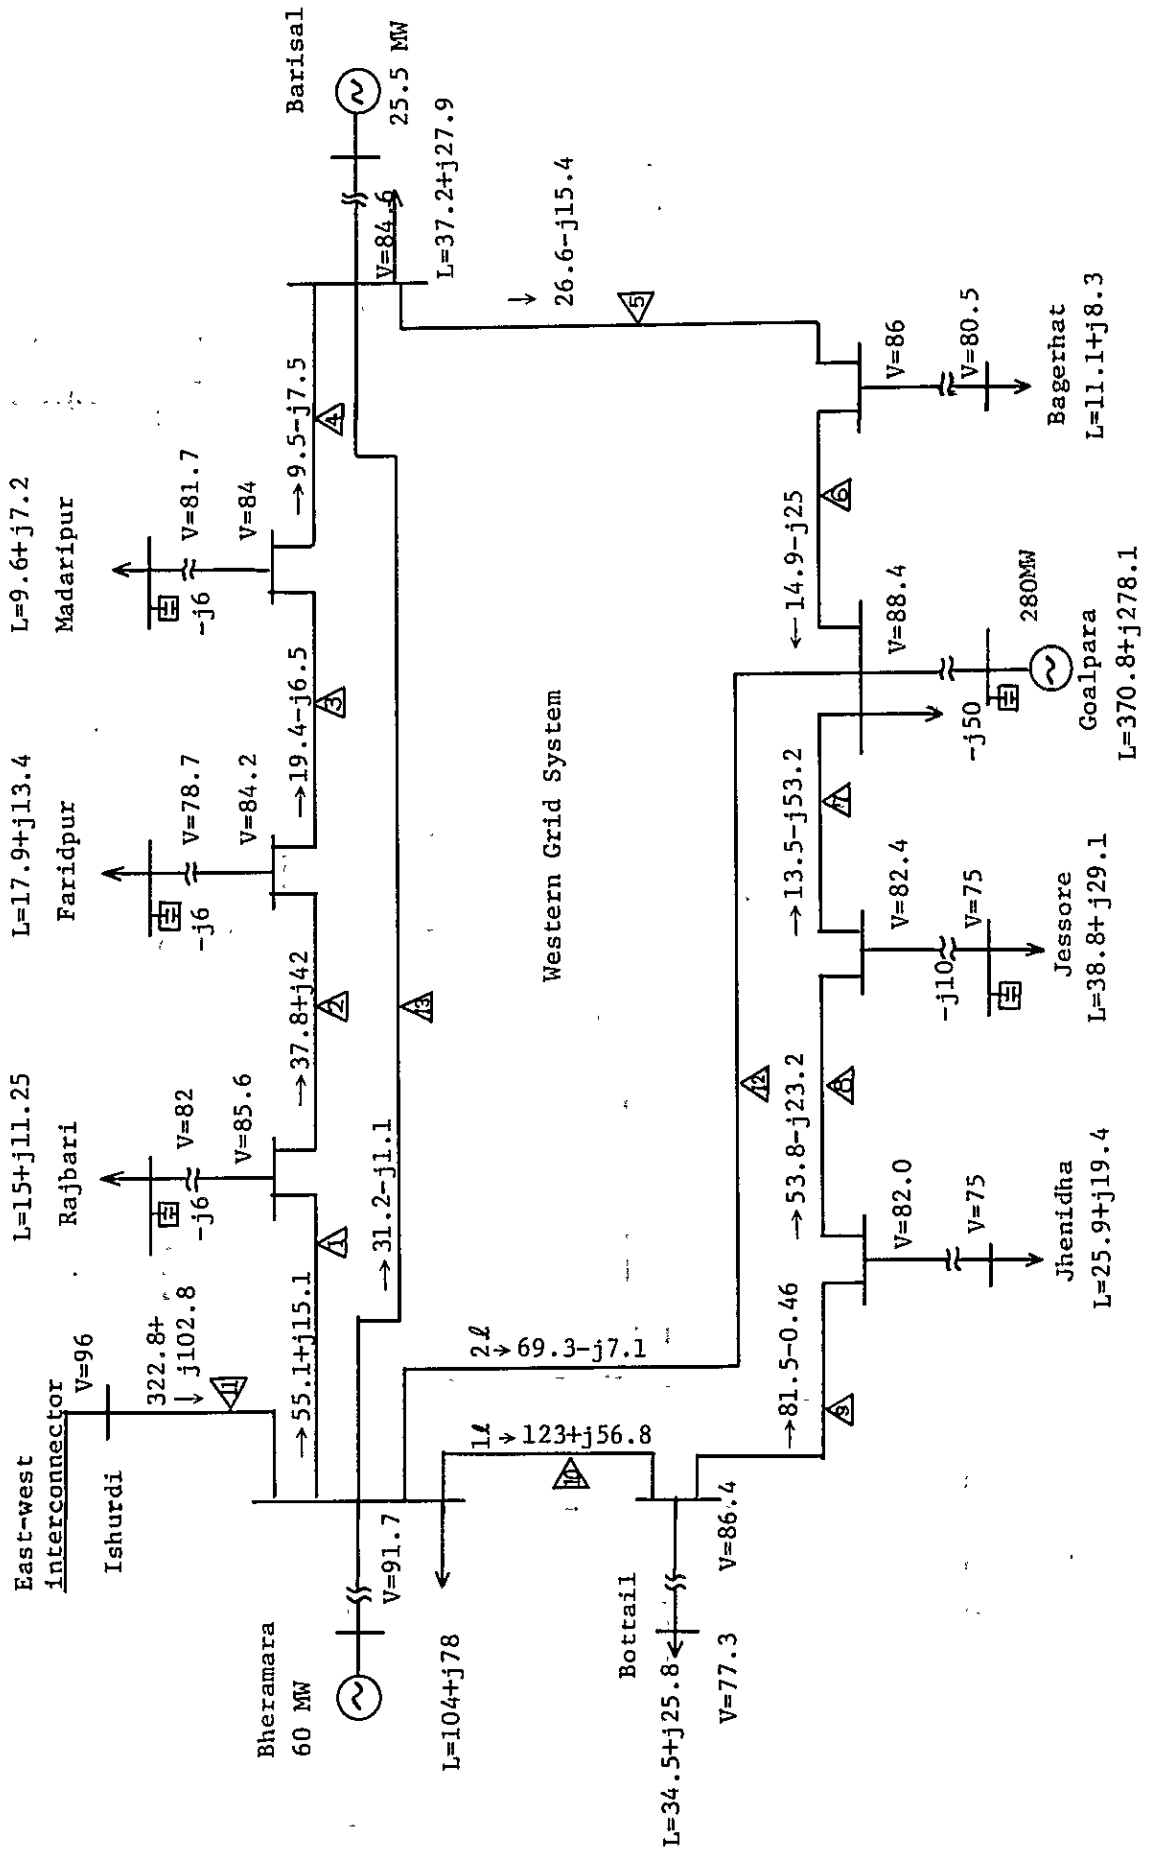 East-west
interconnector
Ishurdi
V=96
322.8+
↓ j102.8
11
Bheramara
60 MW
V=91.7
L=104+j78
→55.1+j15.1
1
L=15+j11.25
Rajbari
-j6
V=82
V=85.6
→37.8+j42
2
L=17.9+j13.4
Faridpur
-j6
V=78.7
V=84.2
→19.4-j6.5
3
L=9.6+j7.2
Madaripur
-j6
V=81.7
V=84
→9.5-j7.5
4
Barisal
25.5 MW
V=84.6
L=37.2+j27.9
→31.2-j1.1
13
↓
26.6-j15.4
5
Western Grid System
2ℓ
→69.3-j7.1
12
1ℓ
→123+j56.8
10
Bottail
V=86.4
L=34.5+j25.8
V=77.3
→81.5-0.46
9
V=82.0
V=75
Jhenidha
L=25.9+j19.4
→53.8-j23.2
8
V=82.4
-j10
V=75
Jessore
L=38.8+j29.1
→13.5-j53.2
7
V=88.4
-j50
280MW
Goalpara
L=370.8+j278.1
←14.9-j25
6
V=86
V=80.5
Bagerhat
L=11.1+j8.3